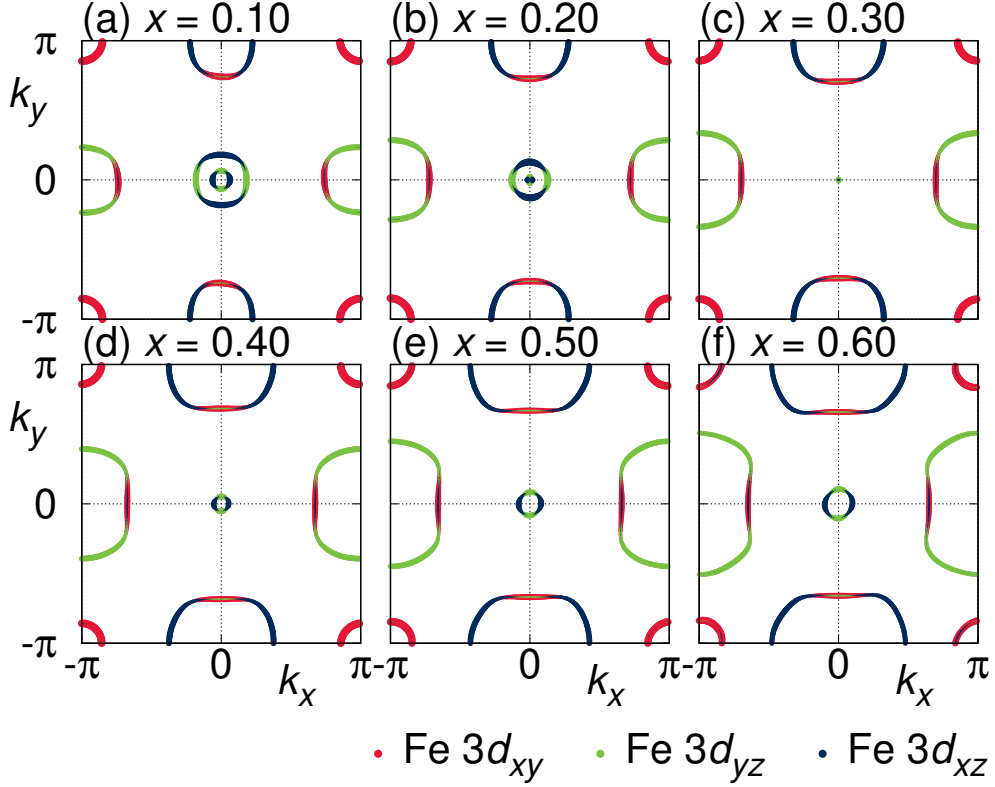 (a) x = 0.10 (b) x = 0.20 (c) x = 0.30
π
k_y
0
-π
(d) x = 0.40 (e) x = 0.50 (f) x = 0.60
π
k_y
0
-π
-π 0 π-π 0 π-π 0 π
k_x k_x k_x
Fe 3d_xy Fe 3d_yz Fe 3d_xz